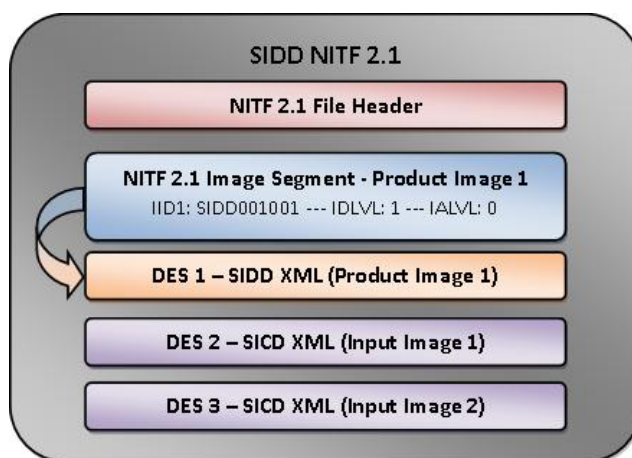 SIDD NITF 2.1
NITF 2.1 File Header
NITF 2.1 Image Segment - Product Image 1
IID1: SIDD001001 --- IDLVL: 1 --- IALVL: 0
DES 1 – SIDD XML (Product Image 1)
DES 2 – SICD XML (Input Image 1)
DES 3 – SICD XML (Input Image 2)